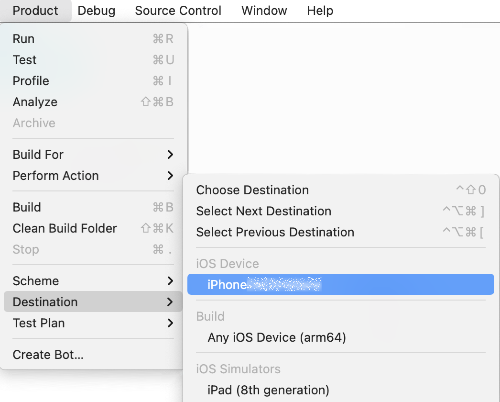 Product Debug Source Control Window Help
Run ⌘R
Test ⌘U
Profile ⌘I
Analyze ⇧⌘B
Archive
Build For
Perform Action
Build ⌘B
Clean Build Folder ⇧⌘K
Stop ⌘.
Scheme
Destination
Test Plan
Create Bot...
Choose Destination ^⇧0
Select Next Destination ^⌥⌘]
Select Previous Destination ^⌥⌘[
iOS Device
iPhone
Build
Any iOS Device (arm64)
iOS Simulators
iPad (8th generation)